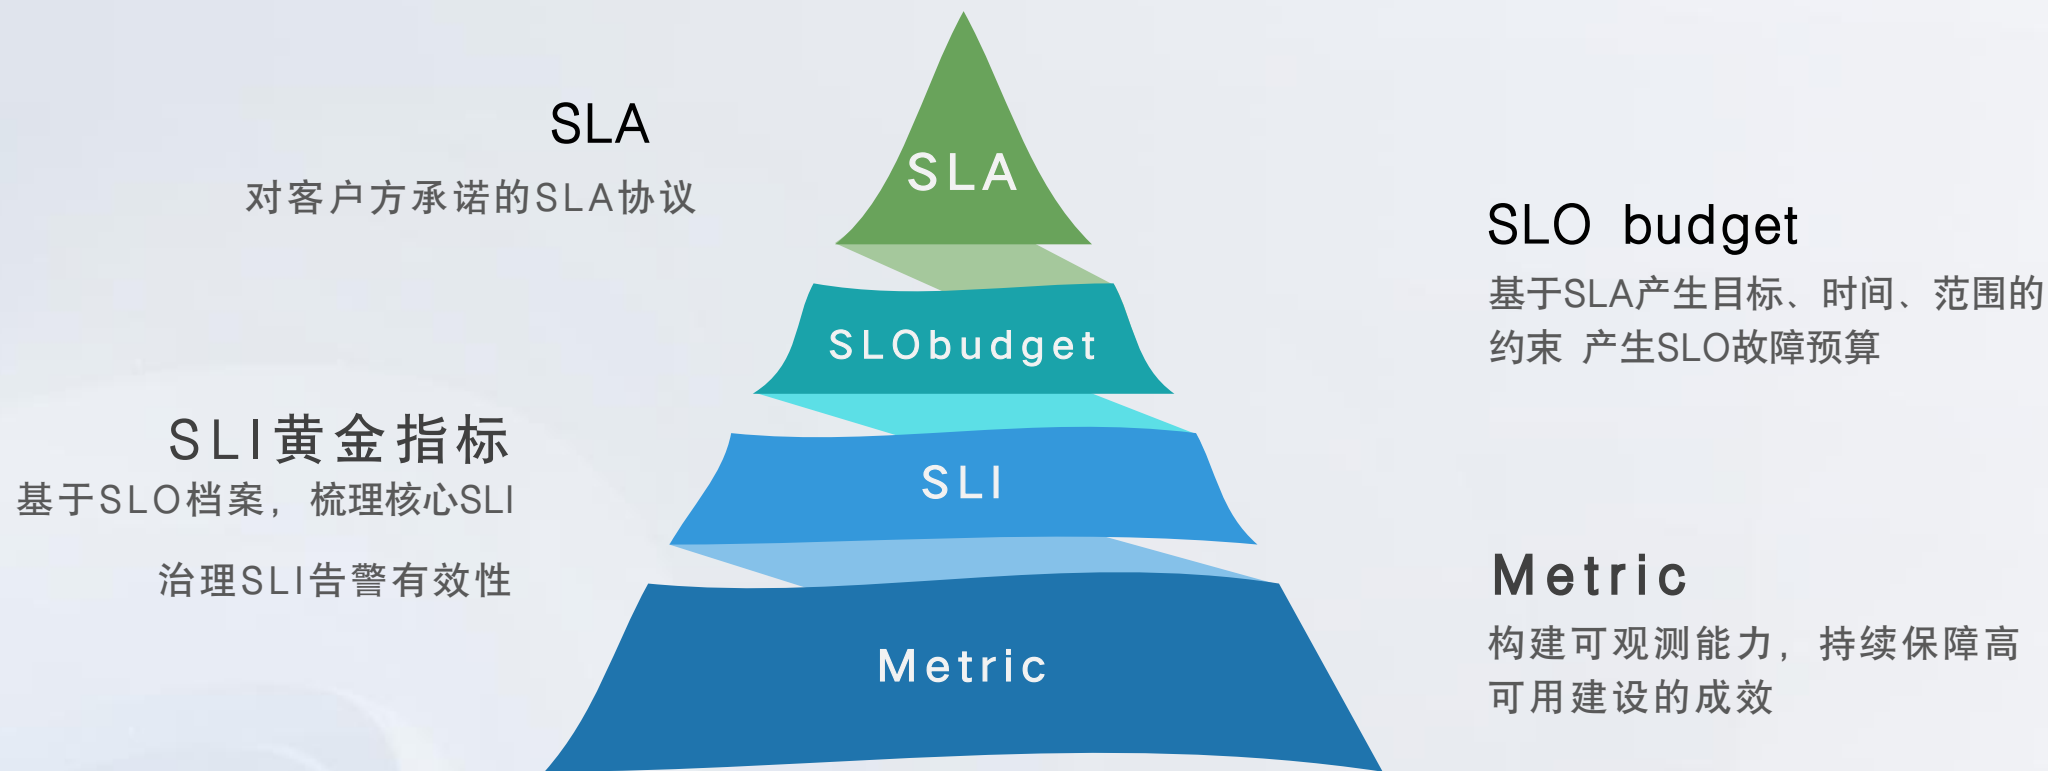 SLA
对客户方承诺的SLA协议
SLA
SLO budget
基于SLA产生目标、时间、范围的
约束 产生SLO故障预算
SLObudget
SLI黄金指标
基于SLO档案，梳理核心SLI
治理SLI告警有效性
SLI
Metric
构建可观测能力，持续保障高
可用建设的成效
Metric